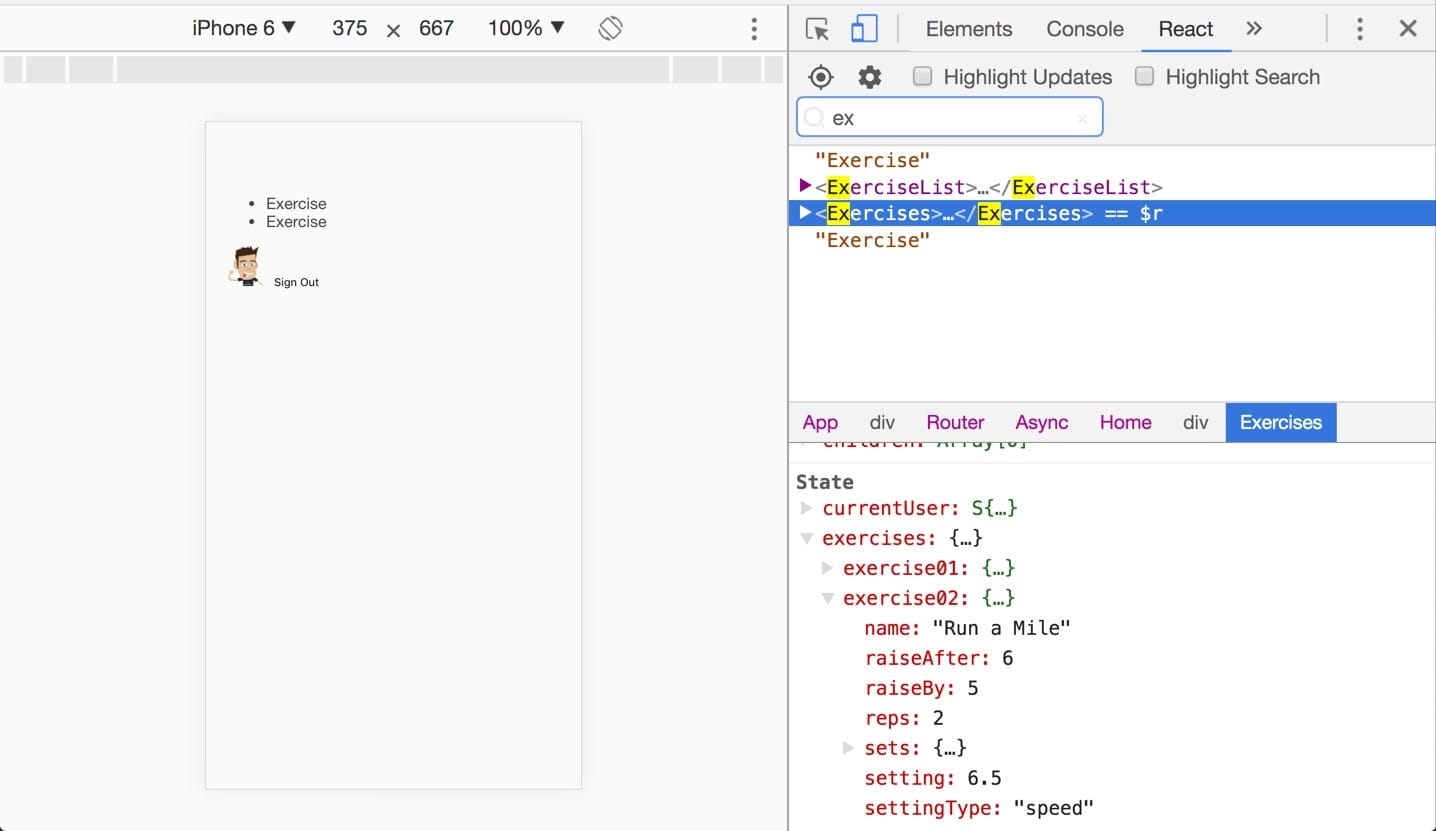 iPhone 6 ▼ 375 × 667 100% ▼
Exercise
Exercise
Sign Out
Elements Console React »
Highlight Updates Highlight Search
ex
"Exercise"
<ExerciseList>…</ExerciseList>
<Exercises>…</Exercises> == $r
"Exercise"
App div Router Async Home div Exercises
children: Array[0]
State
currentUser: S{…}
exercises: {…}
exercise01: {…}
exercise02: {…}
name: "Run a Mile"
raiseAfter: 6
raiseBy: 5
reps: 2
sets: {…}
setting: 6.5
settingType: "speed"